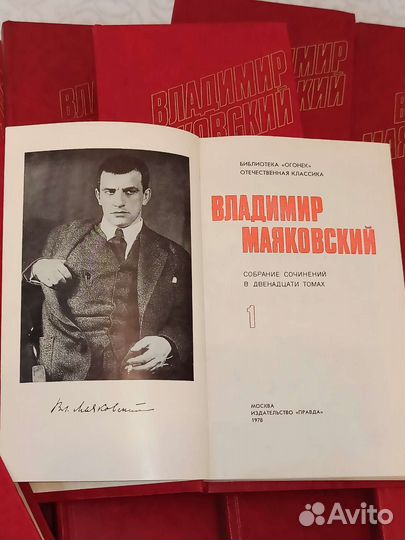 ВЛАДИМИР
МАЯКОВСКИЙ
БИБЛИОТЕКА «ОГОНЕК»
ОТЕЧЕСТВЕННАЯ КЛАССИКА
ВЛАДИМИР
МАЯКОВСКИЙ
СОБРАНИЕ СОЧИНЕНИЙ
В ДВЕНАДЦАТИ ТОМАХ
1
МОСКВА
ИЗДАТЕЛЬСТВО «ПРАВДА»
1978
Вл. Маяковский
Avito